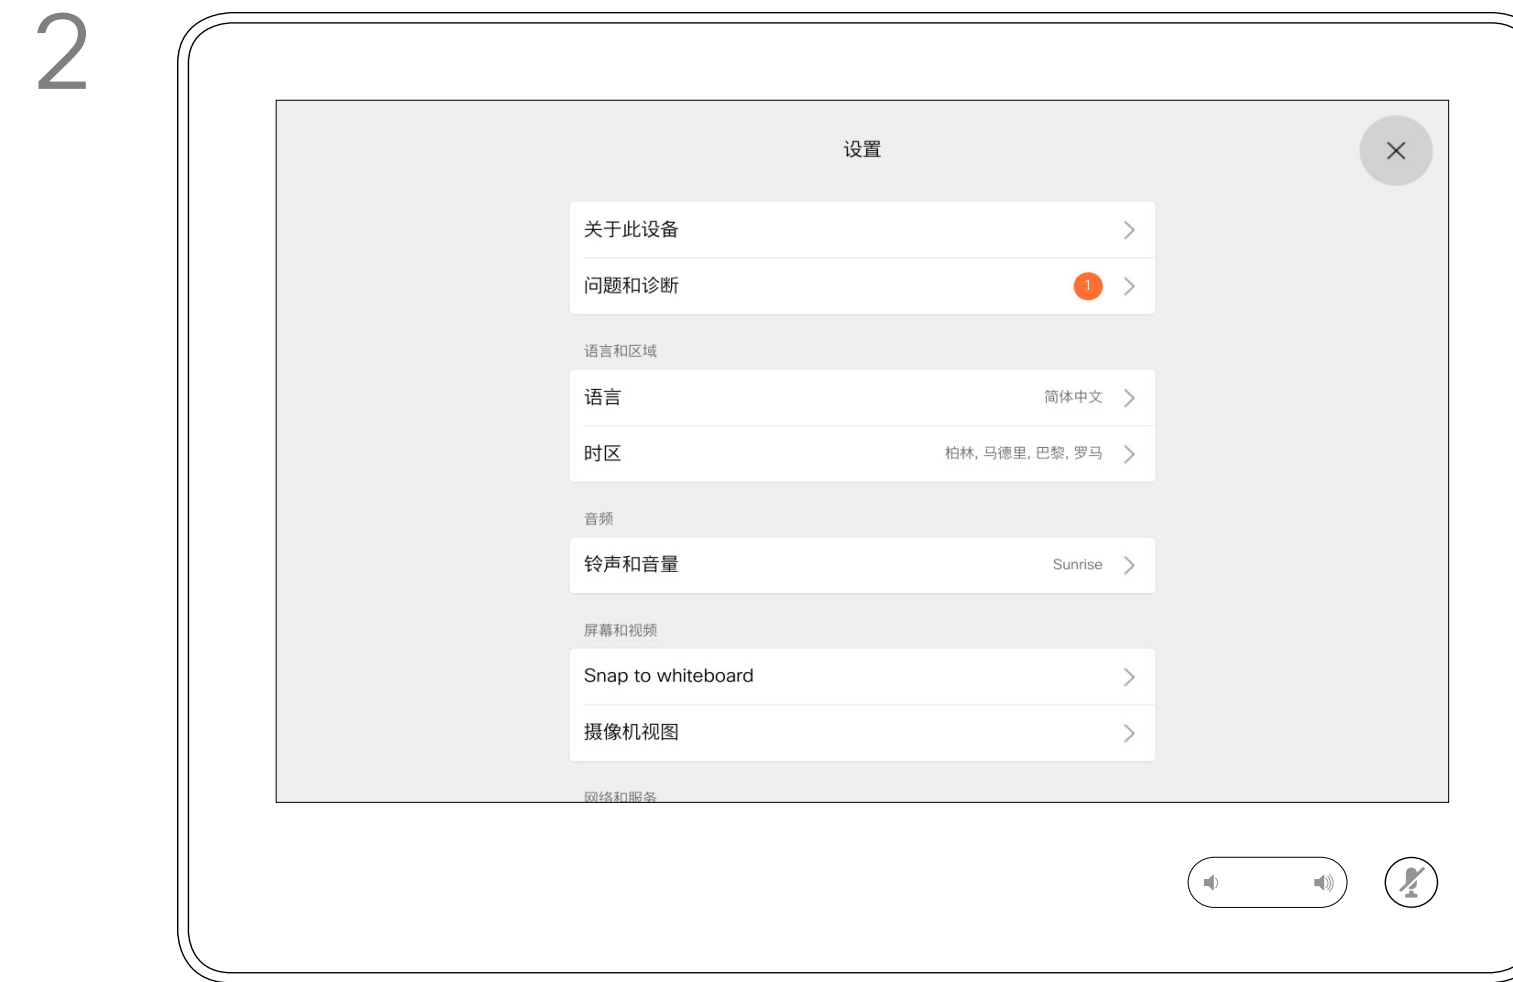 2
设置
关于此设备
问题和诊断 1
语言和区域
语言 简体中文
时区 柏林, 马德里, 巴黎, 罗马
音频
铃声和音量 Sunrise
屏幕和视频
Snap to whiteboard
摄像机视图
网络和服务